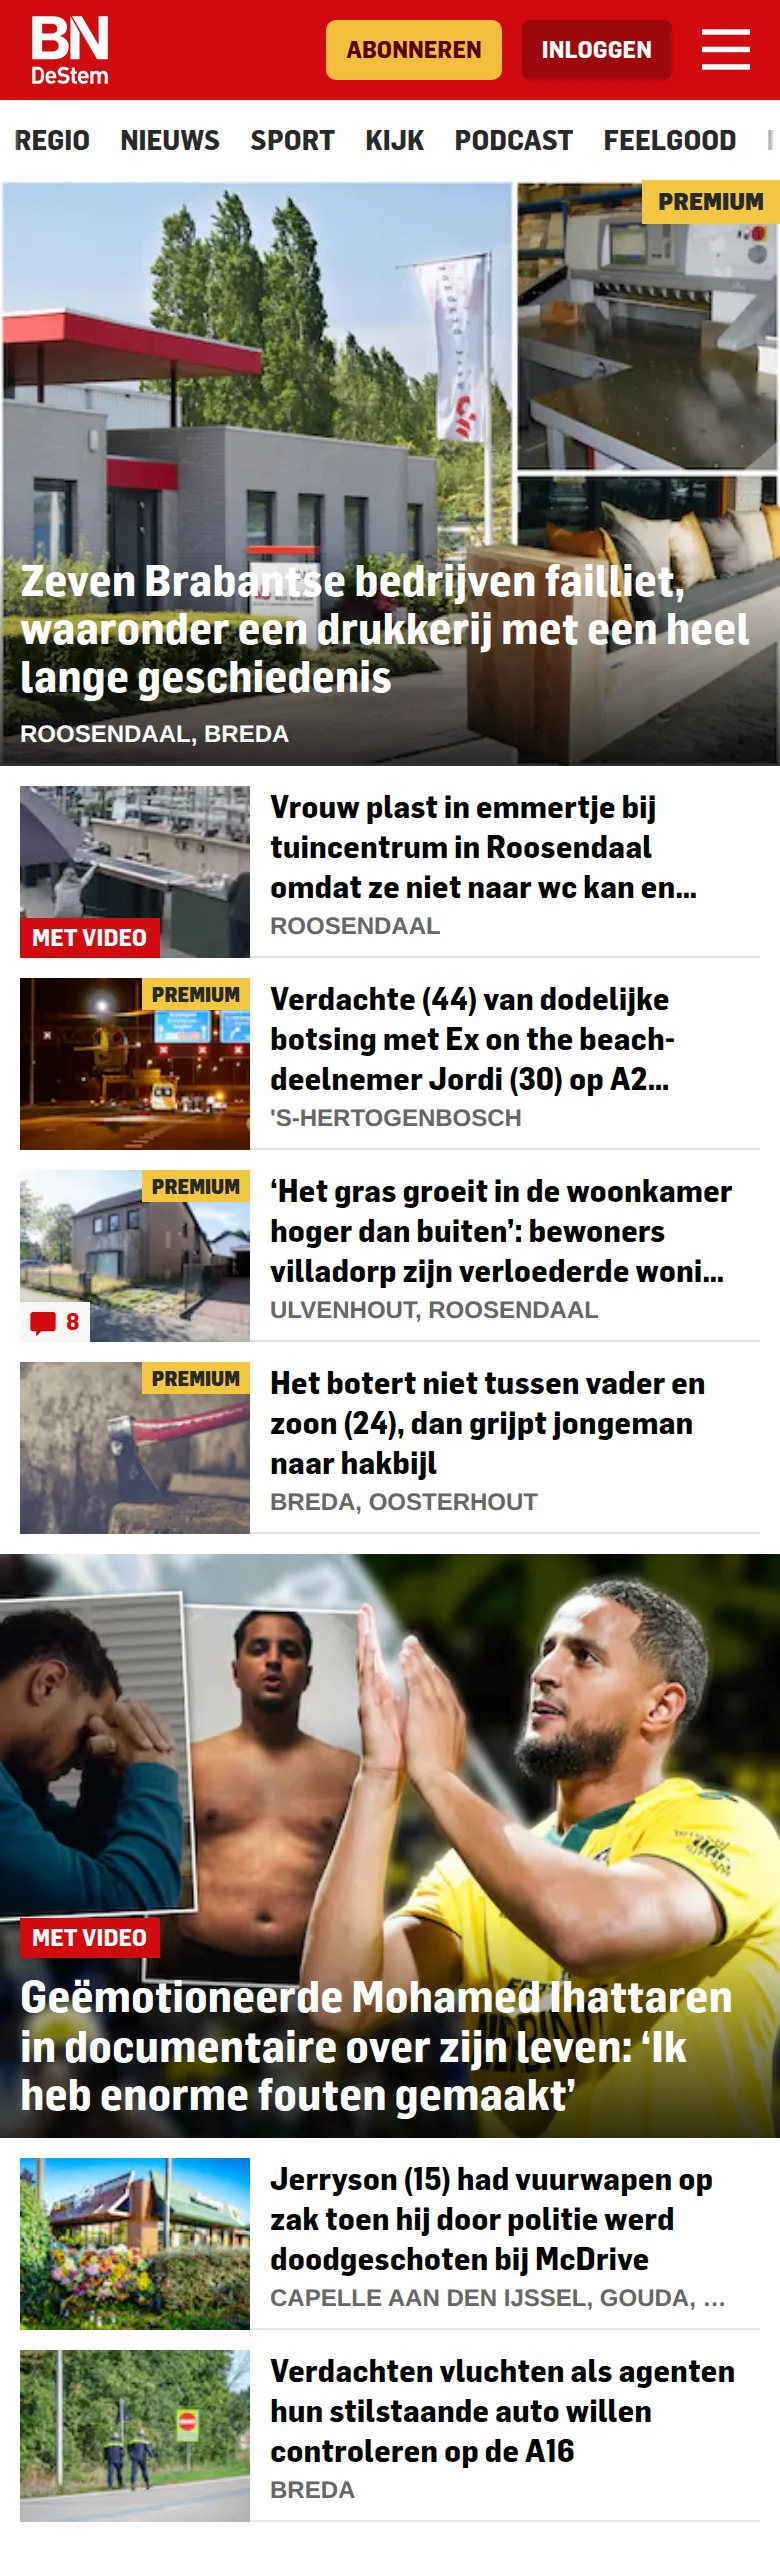 BN
DeStem
ABONNEREN
INLOGGEN
REGIO NIEUWS SPORT KIJK PODCAST FEELGOOD
PREMIUM
Zeven Brabantse bedrijven failliet,
waaronder een drukkerij met een heel
lange geschiedenis
ROOSENDAAL, BREDA
MET VIDEO
Vrouw plast in emmertje bij
tuincentrum in Roosendaal
omdat ze niet naar wc kan en...
ROOSENDAAL
PREMIUM
Verdachte (44) van dodelijke
botsing met Ex on the beach-
deelnemer Jordi (30) op A2...
'S-HERTOGENBOSCH
PREMIUM
8
‘Het gras groeit in de woonkamer
hoger dan buiten’: bewoners
villadorp zijn verloederde woni...
ULVENHOUT, ROOSENDAAL
PREMIUM
Het botert niet tussen vader en
zoon (24), dan grijpt jongeman
naar hakbijl
BREDA, OOSTERHOUT
MET VIDEO
Geëmotioneerde Mohamed Ihattaren
in documentaire over zijn leven: ‘Ik
heb enorme fouten gemaakt’
Jerryson (15) had vuurwapen op
zak toen hij door politie werd
doodgeschoten bij McDrive
CAPELLE AAN DEN IJSSEL, GOUDA, ...
Verdachten vluchten als agenten
hun stilstaande auto willen
controleren op de A16
BREDA